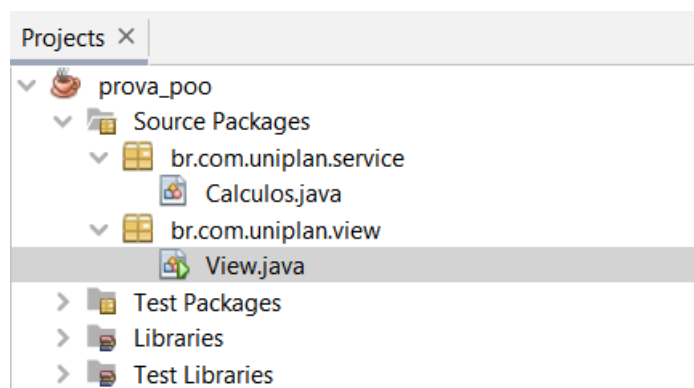 Projects ×
prova_poo
Source Packages
br.com.uniplan.service
Calculos.java
br.com.uniplan.view
View.java
Test Packages
Libraries
Test Libraries